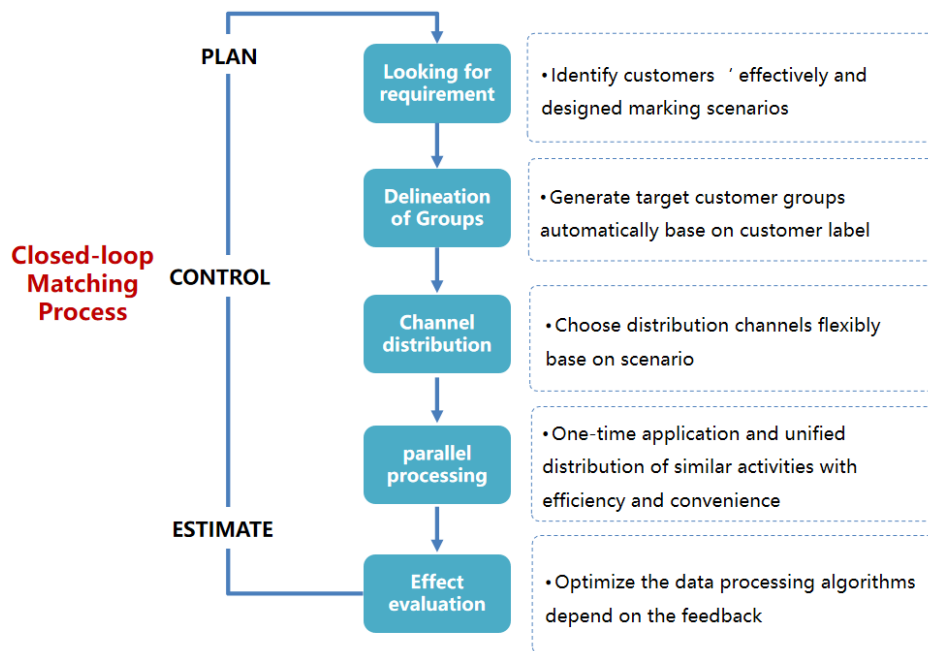 PLAN
Looking for
requirement
• Identify customers ‘ effectively and
designed marking scenarios
Delineation
of Groups
• Generate target customer groups
automatically base on customer label
Closed-loop
Matching
Process
CONTROL
Channel
distribution
• Choose distribution channels flexibly
base on scenario
parallel
processing
• One-time application and unified
distribution of similar activities with
efficiency and convenience
ESTIMATE
Effect
evaluation
• Optimize the data processing algorithms
depend on the feedback